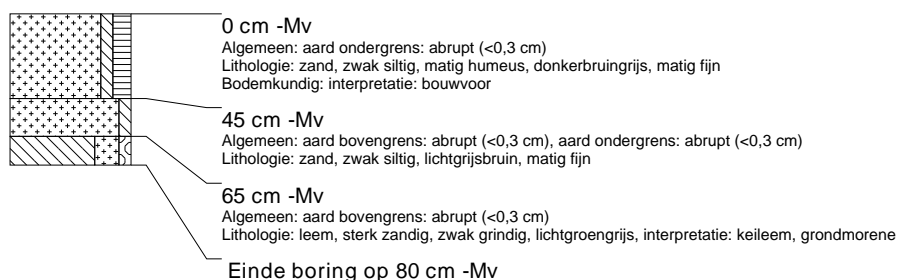 0 cm -Mv
Algemeen: aard ondergrens: abrupt (<0,3 cm)
Lithologie: zand, zwak siltig, matig humeus, donkerbruingrijs, matig fijn
Bodemkundig: interpretatie: bouwvoor
45 cm -Mv
Algemeen: aard bovengrens: abrupt (<0,3 cm), aard ondergrens: abrupt (<0,3 cm)
Lithologie: zand, zwak siltig, lichtgrijsbruin, matig fijn
65 cm -Mv
Algemeen: aard bovengrens: abrupt (<0,3 cm)
Lithologie: leem, sterk zandig, zwak grindig, lichtgroengrijs, interpretatie: keileem, grondmorene
Einde boring op 80 cm -Mv